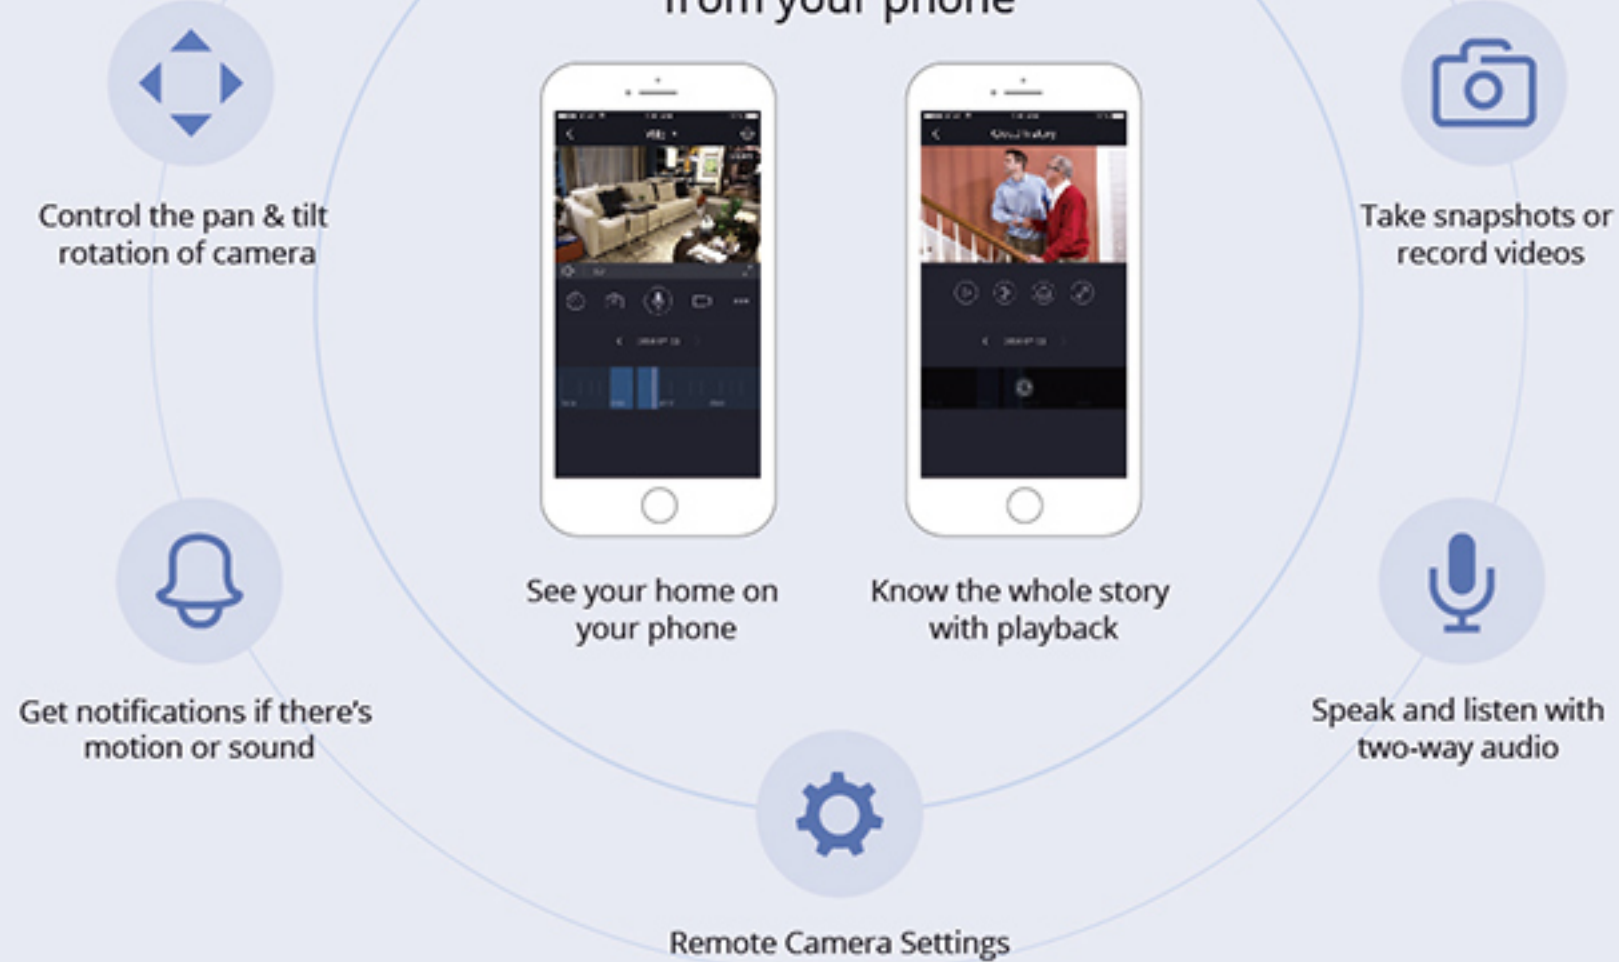 from your phone
Control the pan & tilt
rotation of camera
Take snapshots or
record videos
See your home on
your phone
Know the whole story
with playback
Get notifications if there's
motion or sound
Speak and listen with
two-way audio
Remote Camera Settings